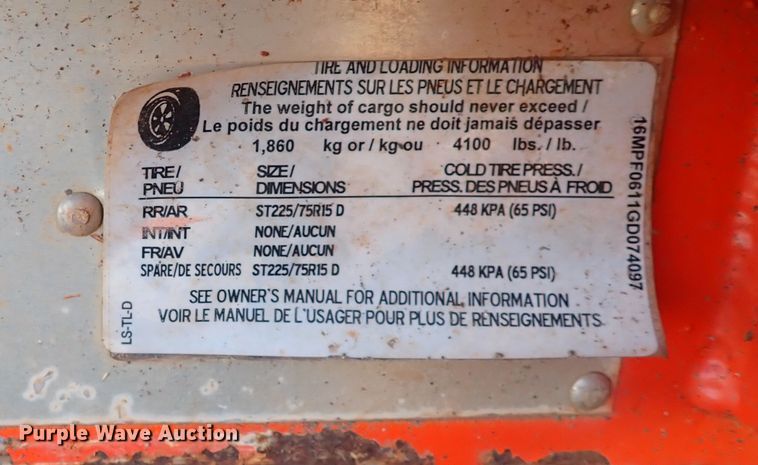 TIRE AND LOADING INFORMATION
RENSEIGNEMENTS SUR LES PNEUS ET LE CHARGEMENT
The weight of cargo should never exceed /
Le poids du chargement ne doit jamais dépasser
1,860 kg or / kg ou 4100 lbs. / lb.
TIRE / SIZE / COLD TIRE PRESS. /
PNEU DIMENSIONS PRESS. DES PNEUS À FROID
RR/AR ST225/75R15 D 448 KPA (65 PSI)
INT/INT NONE/AUCUN
FR/AV NONE/AUCUN
SPARE/DE SECOURS ST225/75R15 D 448 KPA (65 PSI)
SEE OWNER'S MANUAL FOR ADDITIONAL INFORMATION
VOIR LE MANUEL DE L'USAGER POUR PLUS DE RENSEIGNEMENTS
LS-TL-D
16MPF0611GD074097
Purple Wave Auction